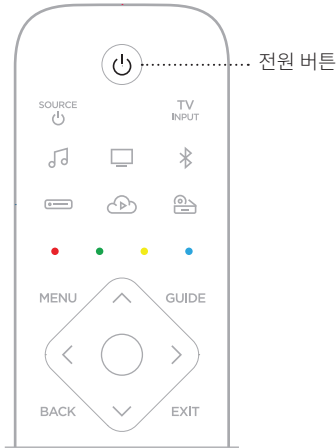 전원 버튼
SOURCE
TV
INPUT
MENU
GUIDE
BACK
EXIT